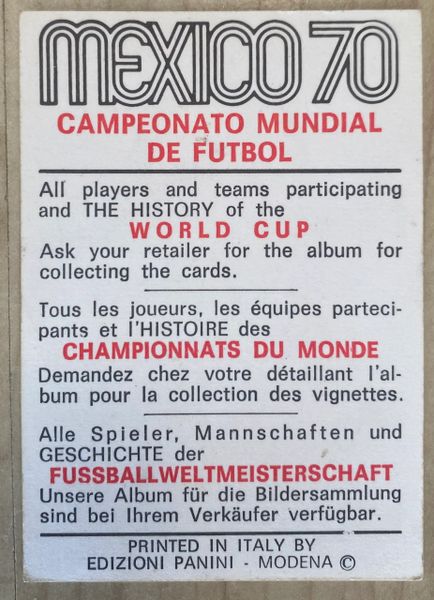 MEXICO 70
CAMPEONATO MUNDIAL
DE FUTBOL
All players and teams participating
and THE HISTORY of the
WORLD CUP
Ask your retailer for the album for
collecting the cards.
Tous les joueurs, les équipes parteci-
pants et l'HISTOIRE des
CHAMPIONNATS DU MONDE
Demandez chez votre détaillant l'al-
bum pour la collection des vignettes.
Alle Spieler, Mannschaften und
GESCHICHTE der
FUSSBALLWELTMEISTERSCHAFT
Unsere Album für die Bildersammlung
sind bei Ihrem Verkäufer verfügbar.
PRINTED IN ITALY BY
EDIZIONI PANINI - MODENA ©